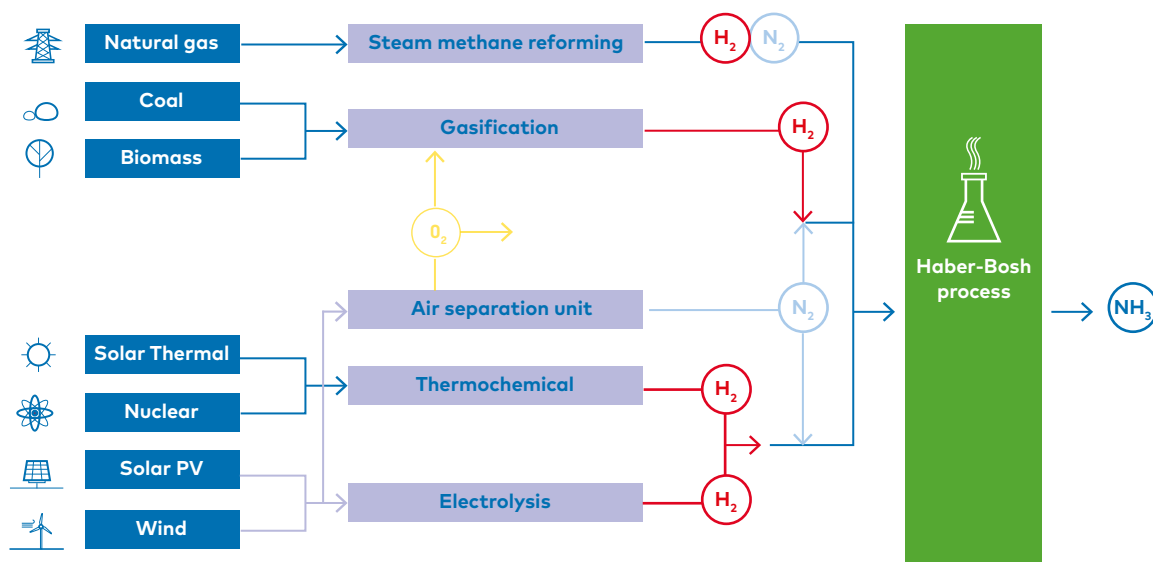 Natural gas
Steam methane reforming
H₂
N₂
Coal
Gasification
H₂
Biomass
0₂
Haber-Bosh
process
Air separation unit
N₂
NH₃
Solar Thermal
Thermochemical
H₂
Nuclear
Solar PV
Electrolysis
H₂
Wind